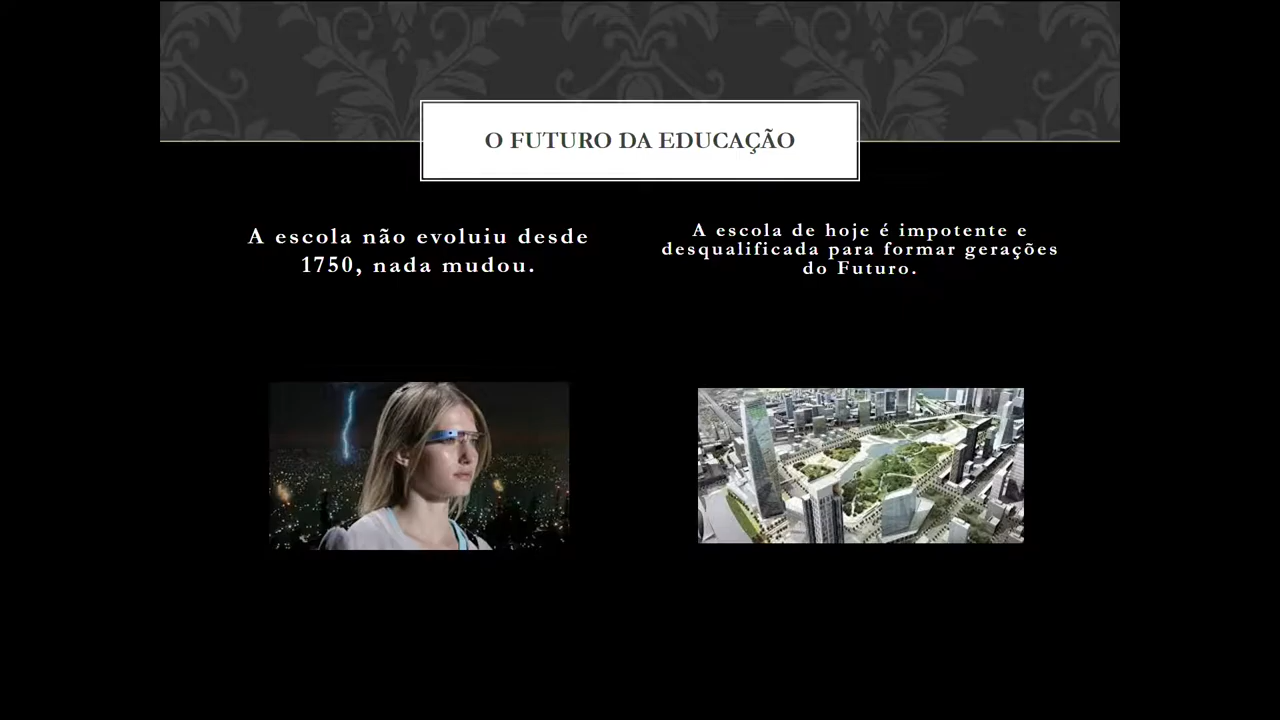 O FUTURO DA EDUCAÇÃO
A escola não evoluiu desde
1750, nada mudou.
A escola de hoje é impotente e
desqualificada para formar gerações
do Futuro.